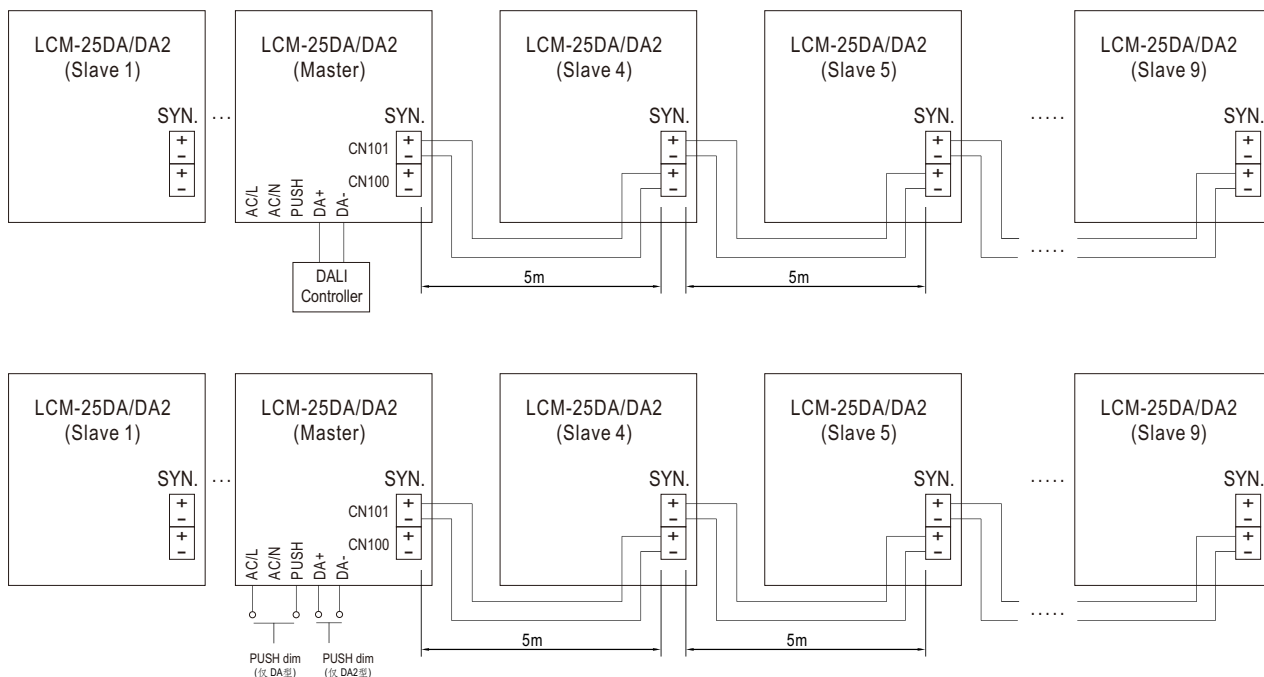 LCM-25DA/DA2
(Slave 1)
SYN.
+
-
+
-
...
LCM-25DA/DA2
(Master)
SYN.
CN101
+
-
CN100
+
-
AC/L
AC/N
PUSH
DA+
DA-
DALI
Controller
5m
LCM-25DA/DA2
(Slave 4)
SYN.
+
-
+
-
5m
LCM-25DA/DA2
(Slave 5)
SYN.
+
-
+
-
.....
.....
LCM-25DA/DA2
(Slave 9)
SYN.
+
-
+
-
LCM-25DA/DA2
(Slave 1)
SYN.
+
-
+
-
...
LCM-25DA/DA2
(Master)
SYN.
CN101
+
-
CN100
+
-
AC/L
AC/N
PUSH
DA+
DA-
PUSH dim
(仅 DA型)
PUSH dim
(仅 DA2型)
5m
LCM-25DA/DA2
(Slave 4)
SYN.
+
-
+
-
5m
LCM-25DA/DA2
(Slave 5)
SYN.
+
-
+
-
.....
.....
LCM-25DA/DA2
(Slave 9)
SYN.
+
-
+
-